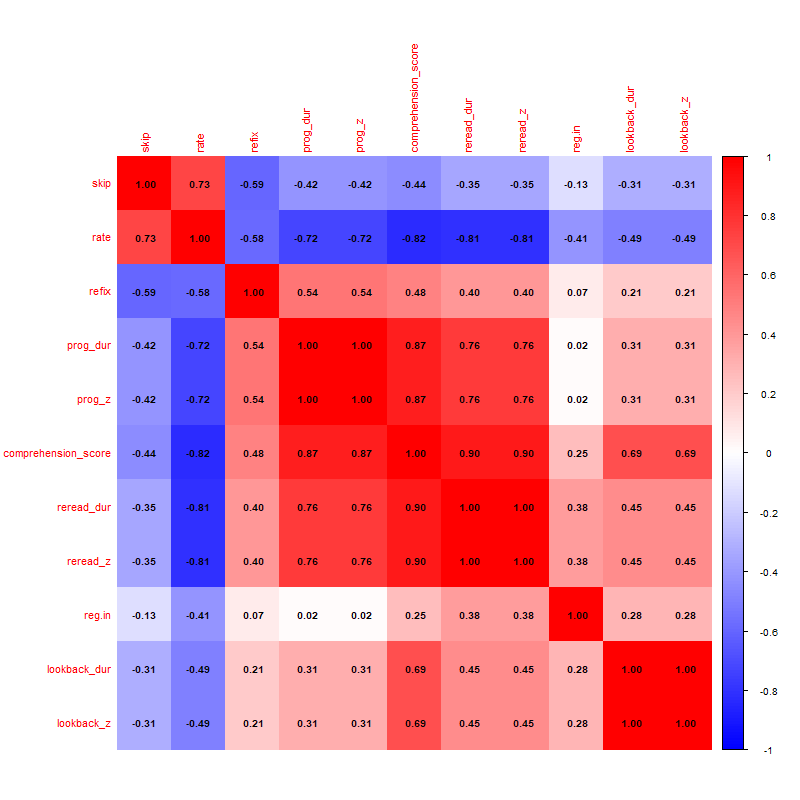 skip rate refix prog_dur prog_z comprehension_score reread_dur reread_z reg.in lookback_dur lookback_z
skip 1.00 0.73 -0.59 -0.42 -0.42 -0.44 -0.35 -0.35 -0.13 -0.31 -0.31
rate 0.73 1.00 -0.58 -0.72 -0.72 -0.82 -0.81 -0.81 -0.41 -0.49 -0.49
refix -0.59 -0.58 1.00 0.54 0.54 0.48 0.40 0.40 0.07 0.21 0.21
prog_dur -0.42 -0.72 0.54 1.00 1.00 0.87 0.76 0.76 0.02 0.31 0.31
prog_z -0.42 -0.72 0.54 1.00 1.00 0.87 0.76 0.76 0.02 0.31 0.31
comprehension_score -0.44 -0.82 0.48 0.87 0.87 1.00 0.90 0.90 0.25 0.69 0.69
reread_dur -0.35 -0.81 0.40 0.76 0.76 0.90 1.00 1.00 0.38 0.45 0.45
reread_z -0.35 -0.81 0.40 0.76 0.76 0.90 1.00 1.00 0.38 0.45 0.45
reg.in -0.13 -0.41 0.07 0.02 0.02 0.25 0.38 0.38 1.00 0.28 0.28
lookback_dur -0.31 -0.49 0.21 0.31 0.31 0.69 0.45 0.45 0.28 1.00 1.00
lookback_z -0.31 -0.49 0.21 0.31 0.31 0.69 0.45 0.45 0.28 1.00 1.00
1
0.8
0.6
0.4
0.2
0
-0.2
-0.4
-0.6
-0.8
-1